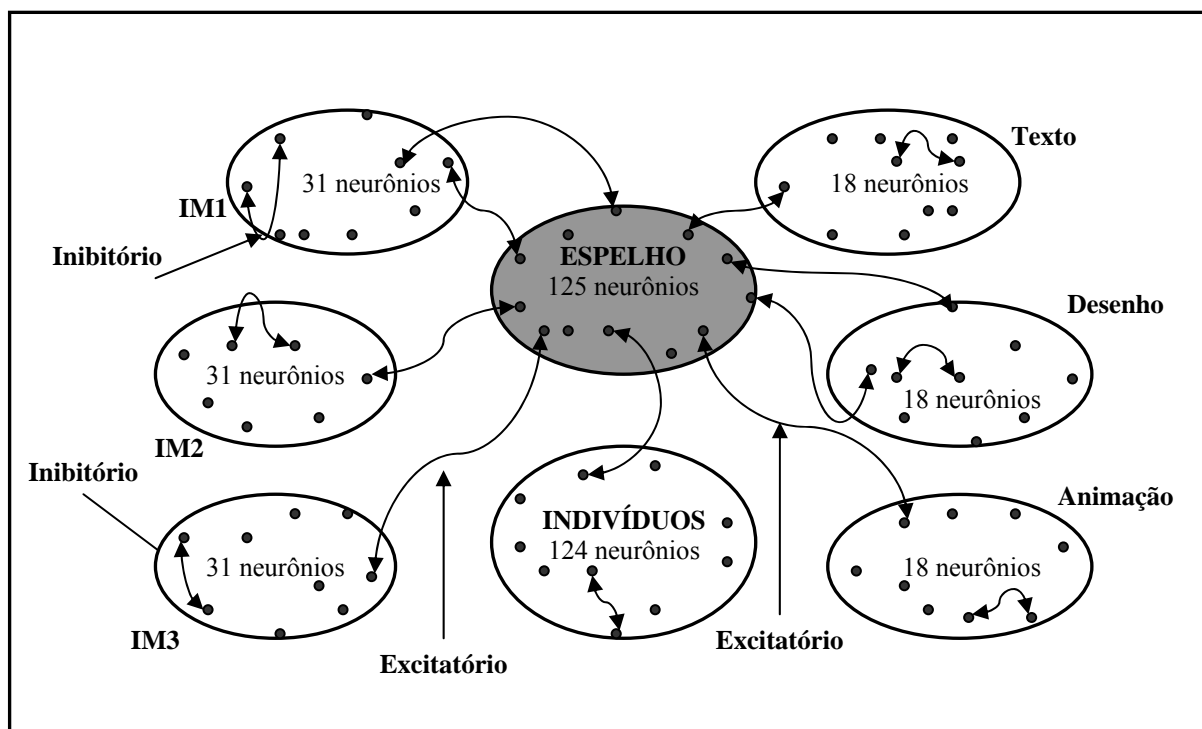 31 neurônios
IM1
Inibitório
ESPELHO
125 neurônios
Texto
18 neurônios
31 neurônios
IM2
Desenho
18 neurônios
Inibitório
31 neurônios
IM3
INDIVÍDUOS
124 neurônios
Animação
18 neurônios
Excitatório
Excitatório